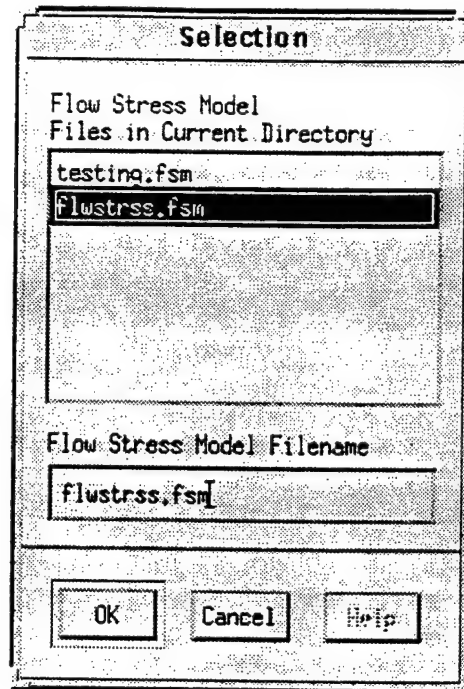 Selection
Flow Stress Model
Files in Current Directory
testing.fsm
flwstrss.fsm
Flow Stress Model Filename
flwstrss.fsm
OK Cancel Help